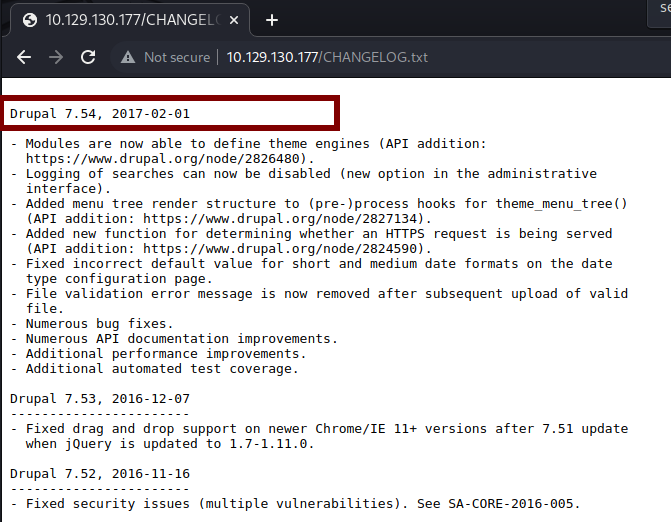 se
10.129.130.177/CHANGEL
Not secure | 10.129.130.177/CHANGELOG.txt
Drupal 7.54, 2017-02-01
- Modules are now able to define theme engines (API addition:
https://www.drupal.org/node/2826480).
- Logging of searches can now be disabled (new option in the administrative
interface).
- Added menu tree render structure to (pre-)process hooks for theme_menu_tree()
(API addition: https://www.drupal.org/node/2827134).
- Added new function for determining whether an HTTPS request is being served
(API addition: https://www.drupal.org/node/2824590).
- Fixed incorrect default value for short and medium date formats on the date
type configuration page.
- File validation error message is now removed after subsequent upload of valid
file.
- Numerous bug fixes.
- Numerous API documentation improvements.
- Additional performance improvements.
- Additional automated test coverage.
Drupal 7.53, 2016-12-07
-----------------------
- Fixed drag and drop support on newer Chrome/IE 11+ versions after 7.51 update
when jQuery is updated to 1.7-1.11.0.
Drupal 7.52, 2016-11-16
-----------------------
- Fixed security issues (multiple vulnerabilities). See SA-CORE-2016-005.